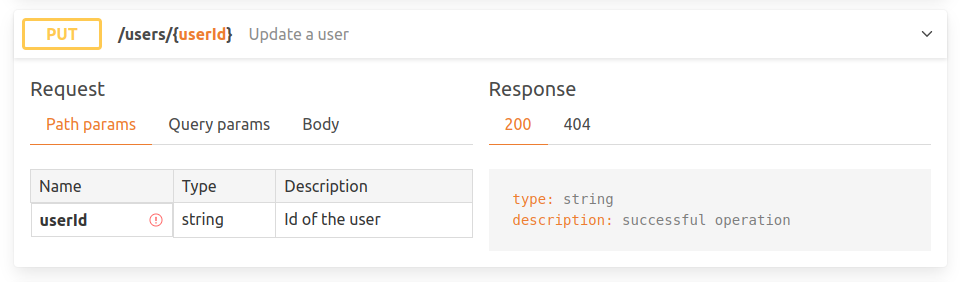 PUT /users/{userId} Update a user
Request
Path params Query params Body
Name Type Description
userId string Id of the user
Response
200 404
type: string
description: successful operation